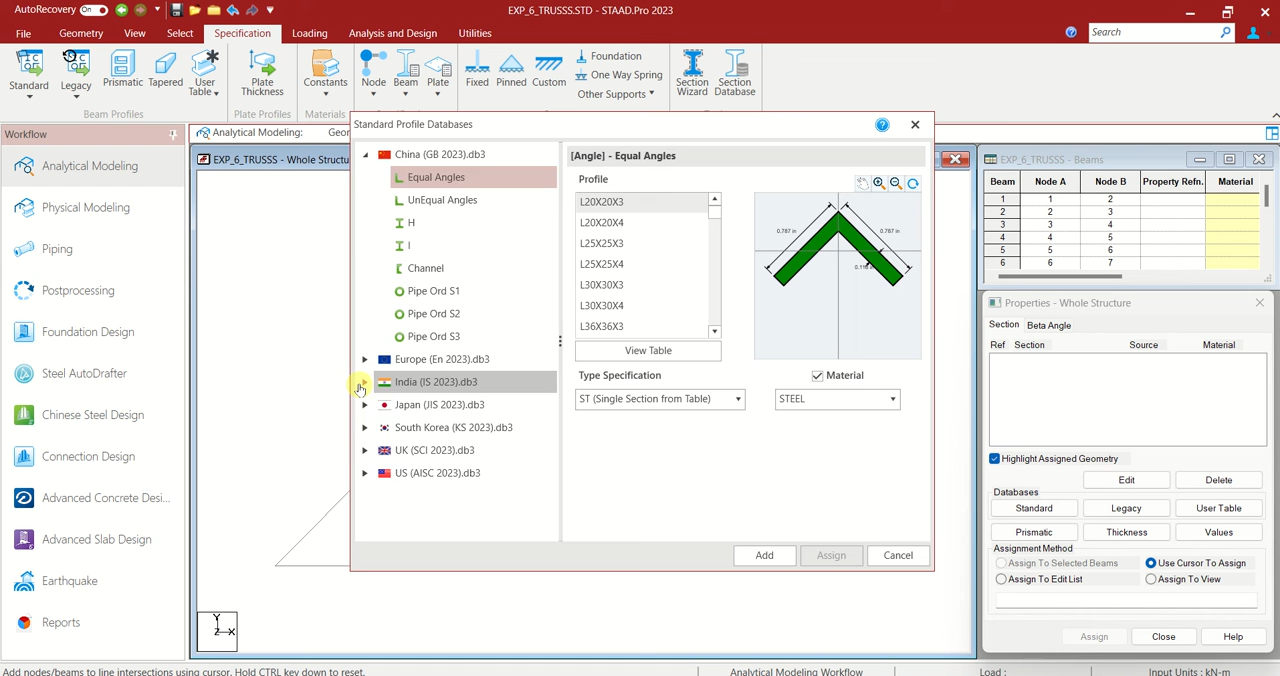 AutoRecovery On
EXP_6_TRUSSS.STD - STAAD.Pro 2023
File Geometry View Select Specification Loading Analysis and Design Utilities
Search
Standard
Legacy
Prismatic
Tapered
User
Table
Beam Profiles
Plate
Thickness
Plate Profiles
Constants
Materials
Node
Beam
Plate
Fixed
Pinned
Custom
Foundation
One Way Spring
Other Supports
Section
Wizard
Section
Database
Workflow
Analytical Modeling
Physical Modeling
Piping
Postprocessing
Foundation Design
Steel AutoDrafter
Chinese Steel Design
Connection Design
Advanced Concrete Desi...
Advanced Slab Design
Earthquake
Reports
Analytical Modeling:
EXP_6_TRUSSS - Whole Structu
Y
Z
X
Standard Profile Databases
China (GB 2023).db3
Equal Angles
UnEqual Angles
H
I
Channel
Pipe Ord S1
Pipe Ord S2
Pipe Ord S3
Europe (En 2023).db3
India (IS 2023).db3
Japan (JIS 2023).db3
South Korea (KS 2023).db3
UK (SCI 2023).db3
US (AISC 2023).db3
[Angle] - Equal Angles
Profile
L20X20X3
L20X20X4
L25X25X3
L25X25X4
L30X30X3
L30X30X4
L36X36X3
View Table
0.787 in
0.787 in
Type Specification
ST (Single Section from Table)
Material
STEEL
Add
Assign
Cancel
EXP_6_TRUSSS - Beams
Beam Node A Node B Property Refn. Material
1 1 2
2 2 3
3 3 4
4 4 5
5 5 6
6 6 7
Properties - Whole Structure
Section Beta Angle
Ref Section Source Material
Highlight Assigned Geometry
Edit Delete
Databases
Standard Legacy User Table
Prismatic Thickness Values
Assignment Method
Assign To Selected Beams Use Cursor To Assign
Assign To Edit List Assign To View
Assign Close Help
Add nodes/beams to line intersections using cursor. Hold CTRL key down to reset.
Analytical Modeling Workflow
Load :
Input Units : kN-m